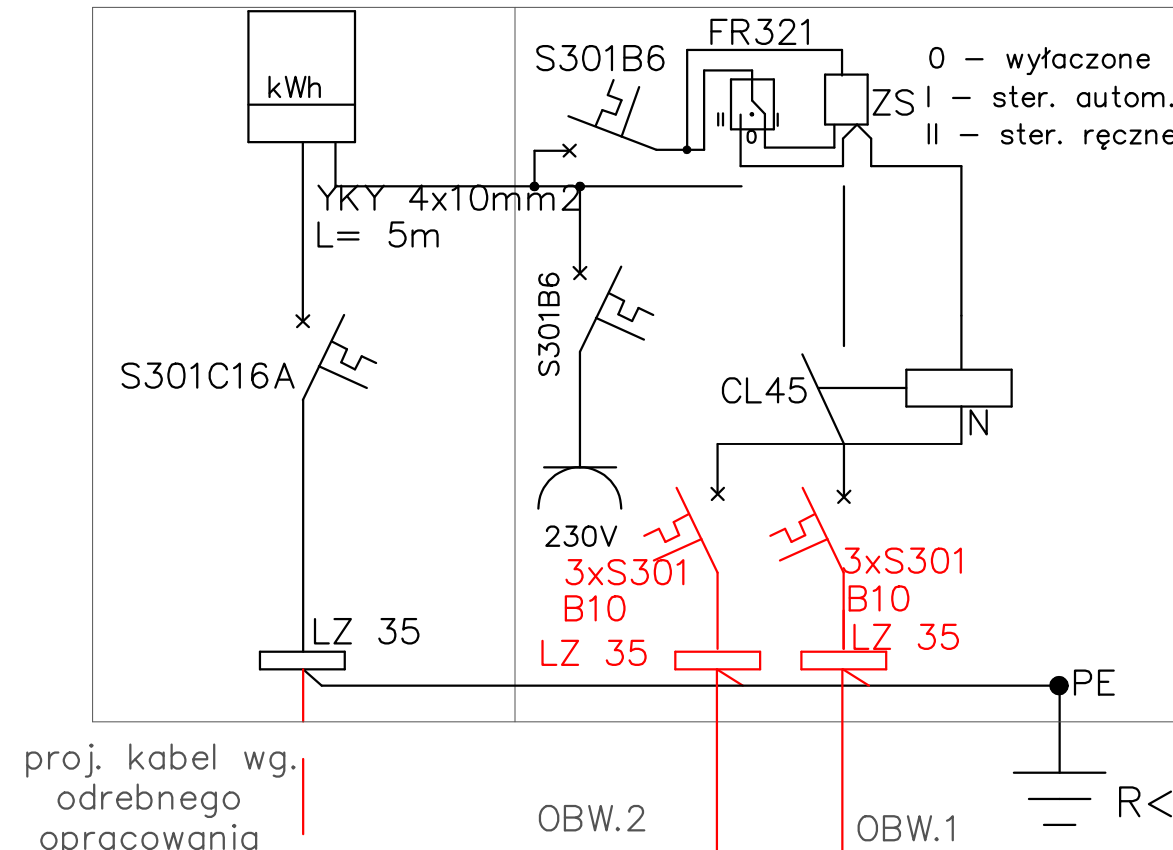 kWh
S301B6
FR321
ZS
II
0
I
0 – wyłaczone
I – ster. autom.
II – ster. ręczne
YKY 4x10mm2
L= 5m
S301B6
S301C16A
CL45
N
230V
3xS301
B10
3xS301
B10
LZ 35
LZ 35
LZ 35
PE
proj. kabel wg.
odrebnego
opracowania
OBW.2
OBW.1
R<